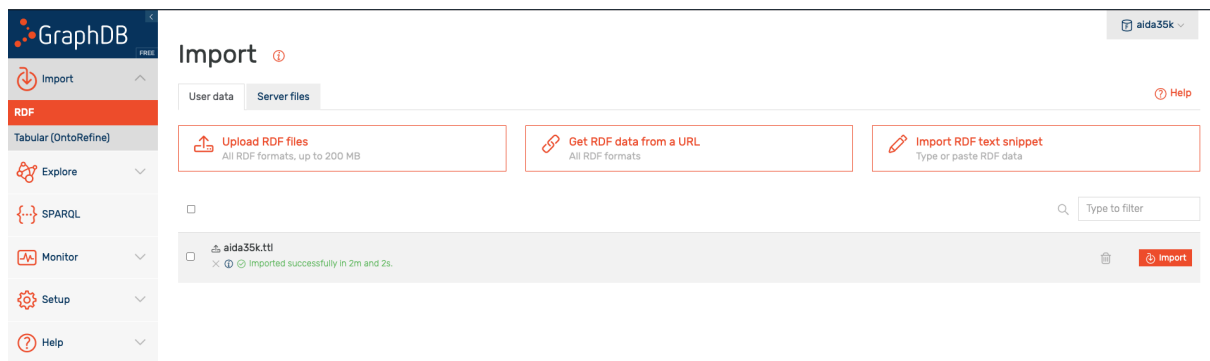 GraphDB
FREE
Import
RDF
Tabular (OntoRefine)
Explore
SPARQL
Monitor
Setup
Help
aida35k
Import
User data
Server files
Help
Upload RDF files
All RDF formats, up to 200 MB
Get RDF data from a URL
All RDF formats
Import RDF text snippet
Type or paste RDF data
Type to filter
aida35k.ttl
Imported successfully in 2m and 2s.
Import